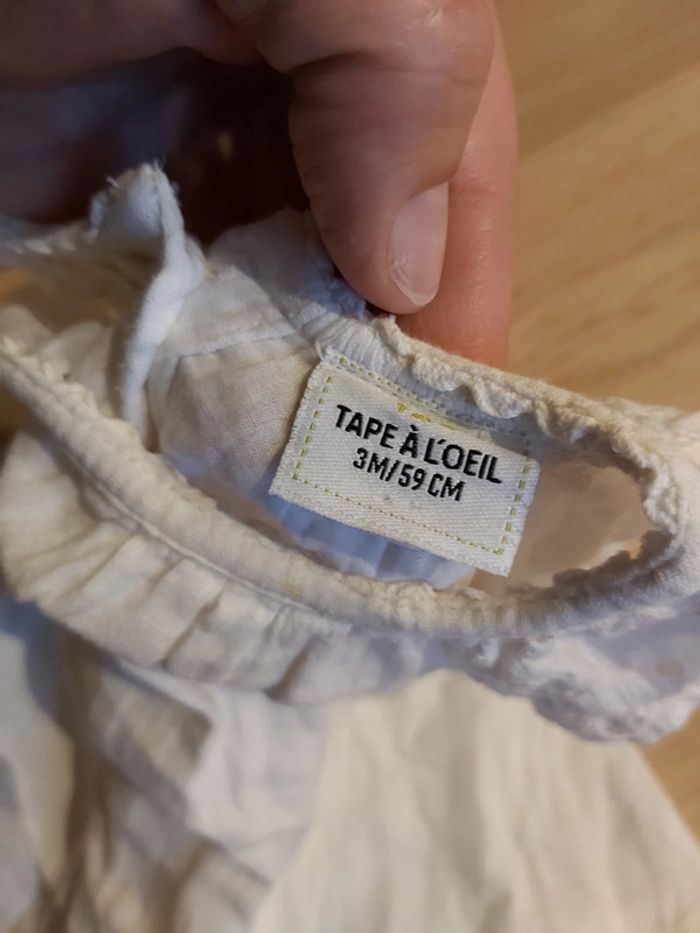 TAPE À L'OEIL
3M/59 CM